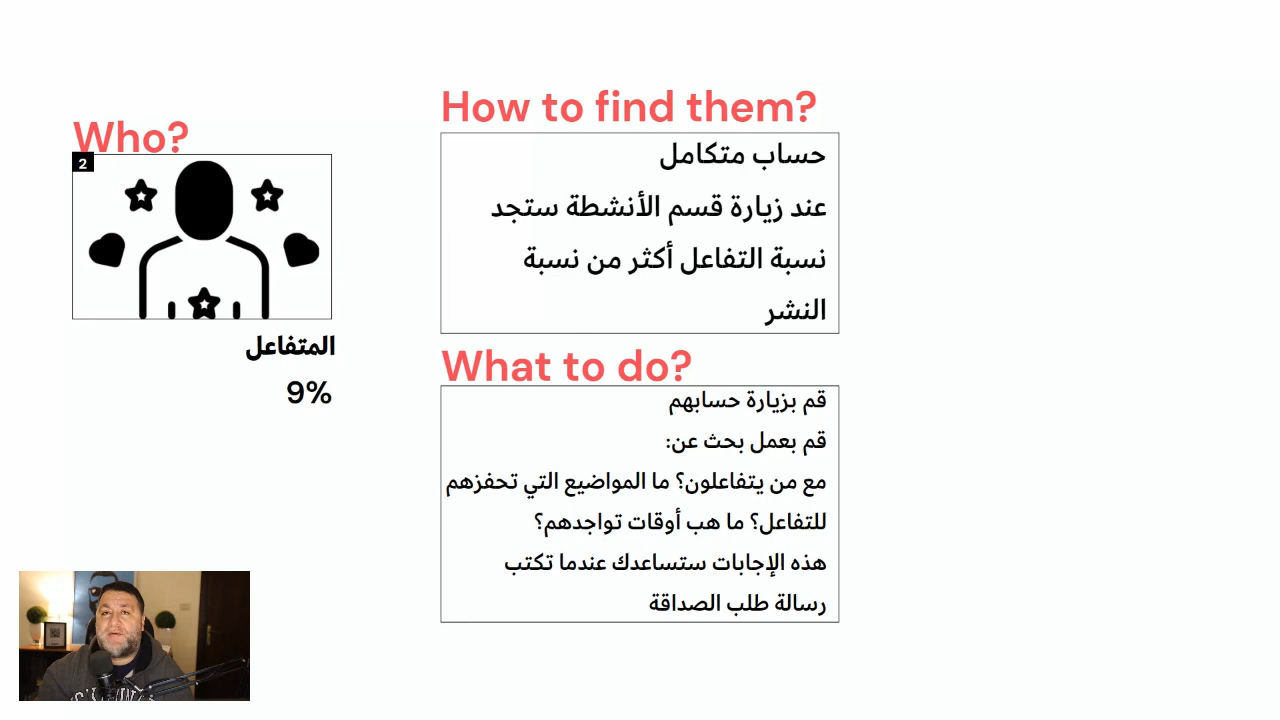 Who?
2
المتفاعل
9%
How to find them?
حساب متكامل
عند زيارة قسم الأنشطة ستجد
نسبة التفاعل أكثر من نسبة
النشر
What to do?
قم بزيارة حسابهم
قم بعمل بحث عن:
مع من يتفاعلون؟ ما المواضيع التي تحفزهم
للتفاعل؟ ما هب أوقات تواجدهم؟
هذه الإجابات ستساعدك عندما تكتب
رسالة طلب الصداقة